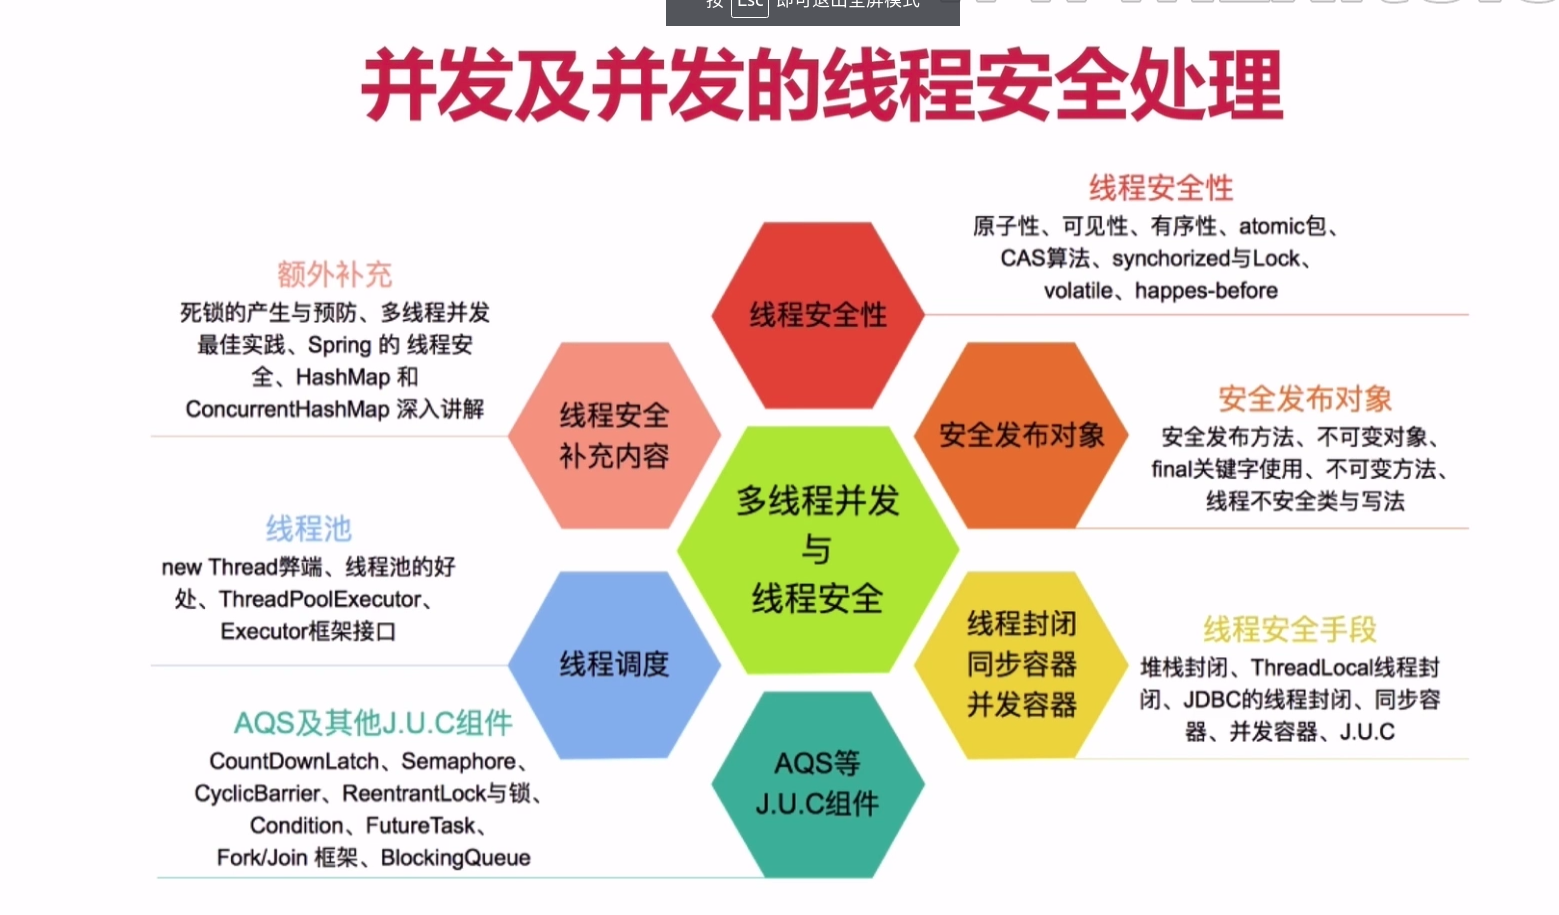 按 Esc 即可退出全屏模式
并发及并发的线程安全处理
线程安全性
原子性、可见性、有序性、atomic包、
CAS算法、synchorized与Lock、
volatile、happes-before
额外补充
死锁的产生与预防、多线程并发
最佳实践、Spring 的 线程安
全、HashMap 和
ConcurrentHashMap 深入讲解
线程安全性
线程安全
补充内容
安全发布对象
安全发布对象
安全发布方法、不可变对象、
final关键字使用、不可变方法、
线程不安全类与写法
多线程并发
与
线程安全
线程池
new Thread弊端、线程池的好
处、ThreadPoolExecutor、
Executor框架接口
线程调度
线程封闭
同步容器
并发容器
线程安全手段
堆栈封闭、ThreadLocal线程封
闭、JDBC的线程封闭、同步容
器、并发容器、J.U.C
AQS及其他J.U.C组件
CountDownLatch、Semaphore、
CyclicBarrier、ReentrantLock与锁、
Condition、FutureTask、
Fork/Join 框架、BlockingQueue
AQS等
J.U.C组件